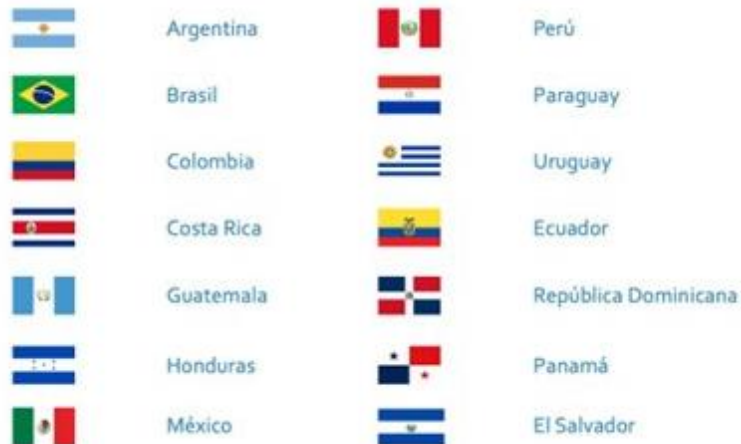 Argentina
Perú
Brasil
Paraguay
Colombia
Uruguay
Costa Rica
Ecuador
Guatemala
República Dominicana
Honduras
Panamá
México
El Salvador